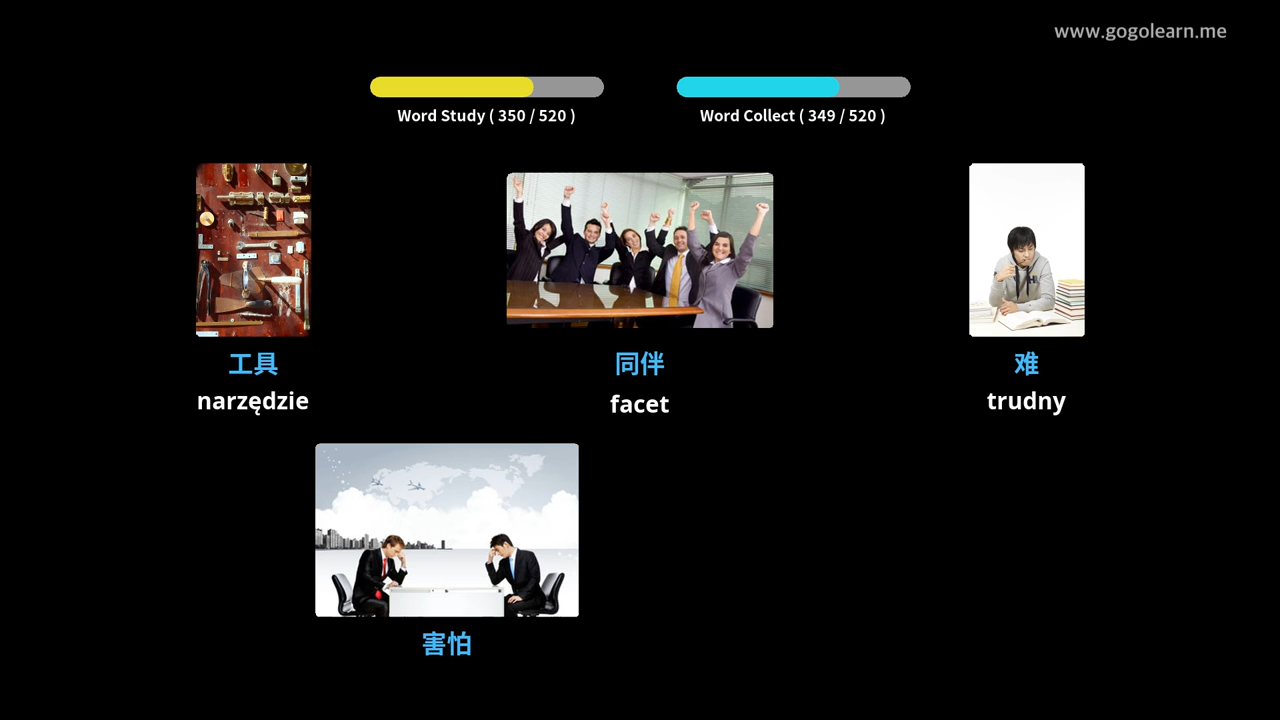 www.gogolearn.me
Word Study ( 350 / 520 )
Word Collect ( 349 / 520 )
工具
narzędzie
同伴
facet
难
trudny
害怕